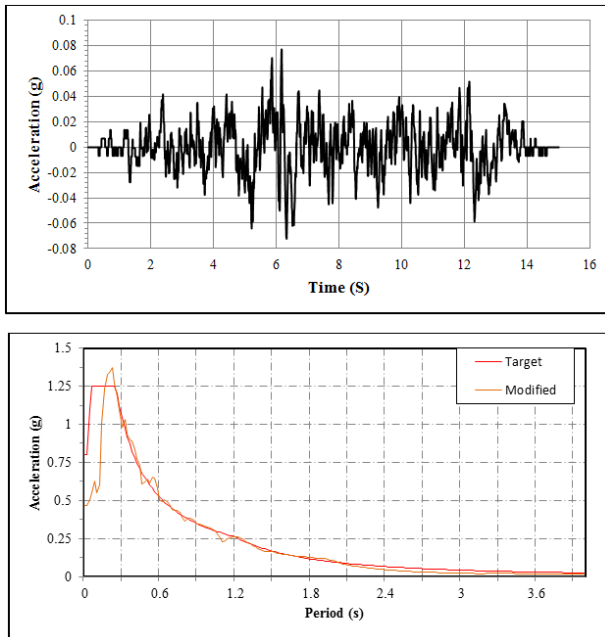 0.1
0.08
0.06
0.04
0.02
0
-0.02
-0.04
-0.06
-0.08
Acceleration (g)
0 2 4 6 8 10 12 14 16
Time (S)
1.5
1.25
1
0.75
0.5
0.25
0
Acceleration (g)
Target
Modified
0 0.6 1.2 1.8 2.4 3 3.6
Period (s)